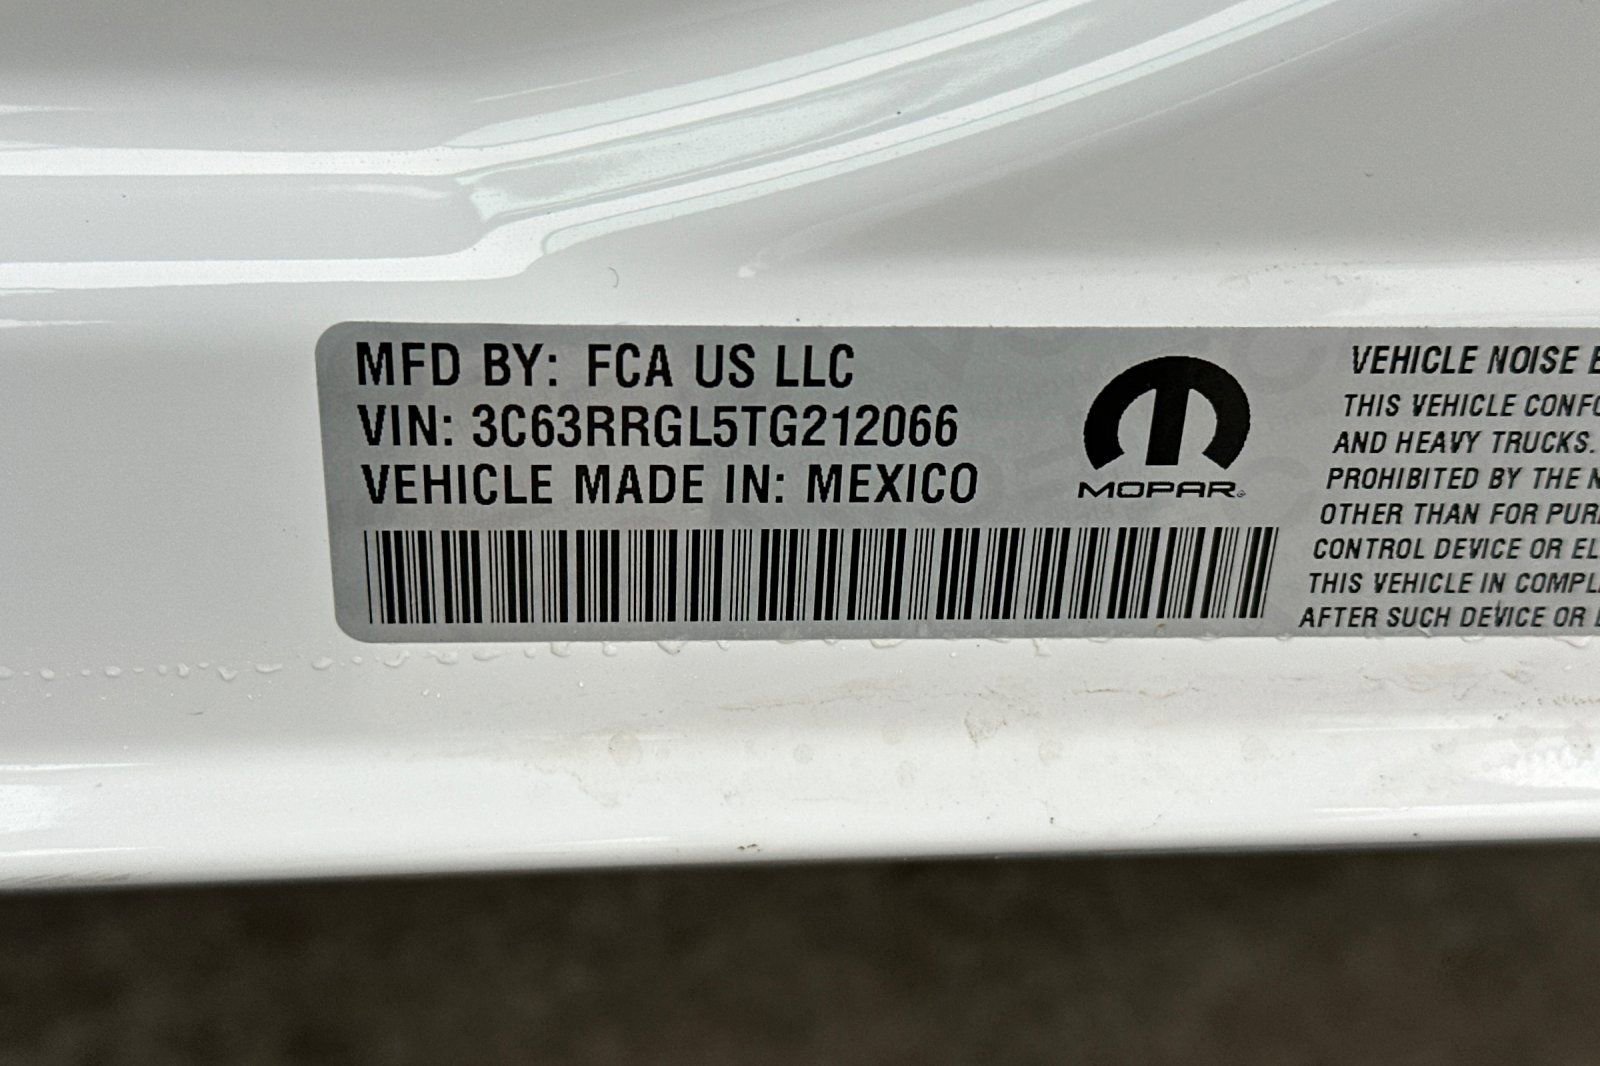 MFD BY: FCA US LLC
VIN: 3C63RRGL5TG212066
VEHICLE MADE IN: MEXICO
MOPAR®
VEHICLE NOISE
THIS VEHICLE
AND HEAVY TRUCKS.
PROHIBITED BY THE
OTHER THAN FOR
CONTROL DEVICE OR
THIS VEHICLE IN
AFTER SUCH DEVICE OR